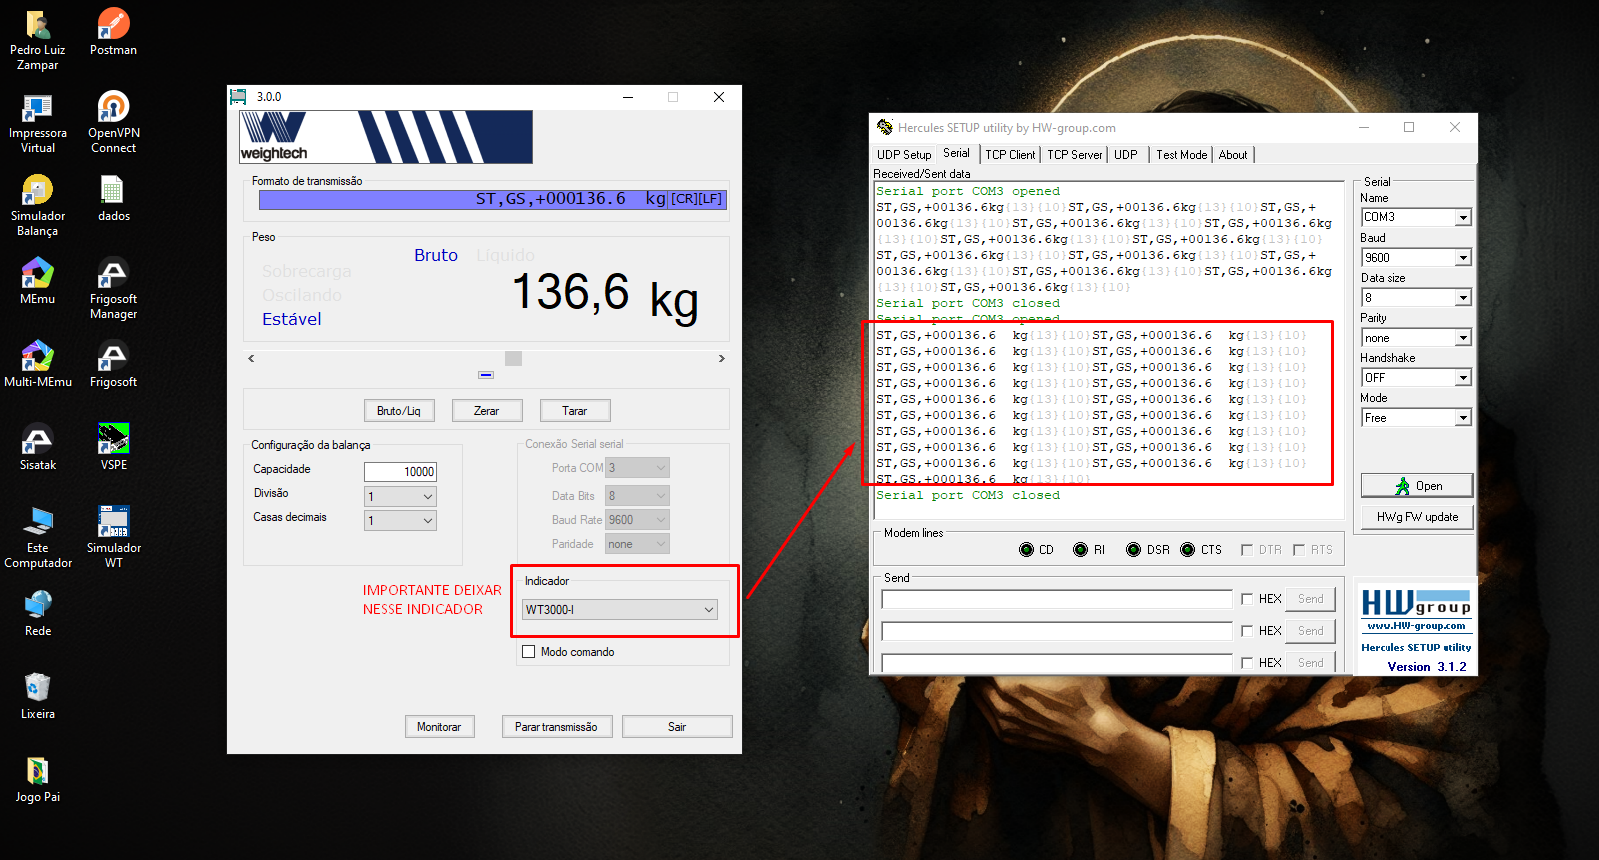 Pedro Luiz
Zampar
Postman
Impressora
Virtual
OpenVPN
Connect
Simulador
Balança
dados
MEmu
Frigosoft
Manager
Multi-MEmu
Frigosoft
Sisatak
VSPE
Este
Computador
Simulador
WT
Rede
Lixeira
Jogo Pai
3.0.0
weightech
Formato de transmissão
ST,GS,+000136.6  kg[CR][LF]
Peso
Bruto Líquido
Sobrecarga
Oscilando
Estável
136,6 kg
Bruto/Liq Zerar Tarar
Configuração da balança
Capacidade 10000
Divisão 1
Casas decimais 1
Conexão Serial serial
Porta COM 3
Data Bits 8
Baud Rate 9600
Paridade none
IMPORTANTE DEIXAR
NESSE INDICADOR
Indicador
WT3000-I
Modo comando
Monitorar Parar transmissão Sair
Hercules SETUP utility by HW-group.com
UDP Setup Serial TCP Client TCP Server UDP Test Mode About
Received/Sent data
Serial port COM3 opened
ST,GS,+00136.6kg{13}{10}ST,GS,+00136.6kg{13}{10}ST,GS,+
00136.6kg{13}{10}ST,GS,+00136.6kg{13}{10}ST,GS,+00136.6kg
{13}{10}ST,GS,+00136.6kg{13}{10}ST,GS,+00136.6kg{13}{10}
ST,GS,+00136.6kg{13}{10}ST,GS,+00136.6kg{13}{10}ST,GS,+
00136.6kg{13}{10}ST,GS,+00136.6kg{13}{10}ST,GS,+00136.6kg
{13}{10}ST,GS,+00136.6kg{13}{10}
Serial port COM3 closed
Serial port COM3 opened
ST,GS,+000136.6  kg{13}{10}ST,GS,+000136.6  kg{13}{10}
ST,GS,+000136.6  kg{13}{10}ST,GS,+000136.6  kg{13}{10}
ST,GS,+000136.6  kg{13}{10}ST,GS,+000136.6  kg{13}{10}
ST,GS,+000136.6  kg{13}{10}ST,GS,+000136.6  kg{13}{10}
ST,GS,+000136.6  kg{13}{10}ST,GS,+000136.6  kg{13}{10}
ST,GS,+000136.6  kg{13}{10}ST,GS,+000136.6  kg{13}{10}
ST,GS,+000136.6  kg{13}{10}ST,GS,+000136.6  kg{13}{10}
ST,GS,+000136.6  kg{13}{10}ST,GS,+000136.6  kg{13}{10}
ST,GS,+000136.6  kg{13}{10}ST,GS,+000136.6  kg{13}{10}
ST,GS,+000136.6  kg{13}{10}
Serial port COM3 closed
Serial
Name
COM3
Baud
9600
Data size
8
Parity
none
Handshake
OFF
Mode
Free
Open
HWg FW update
Modem lines
CD RI DSR CTS DTR RTS
Send
HEX Send
HEX Send
HEX Send
HWgroup
www.HW-group.com
Hercules SETUP utility
Version 3.1.2